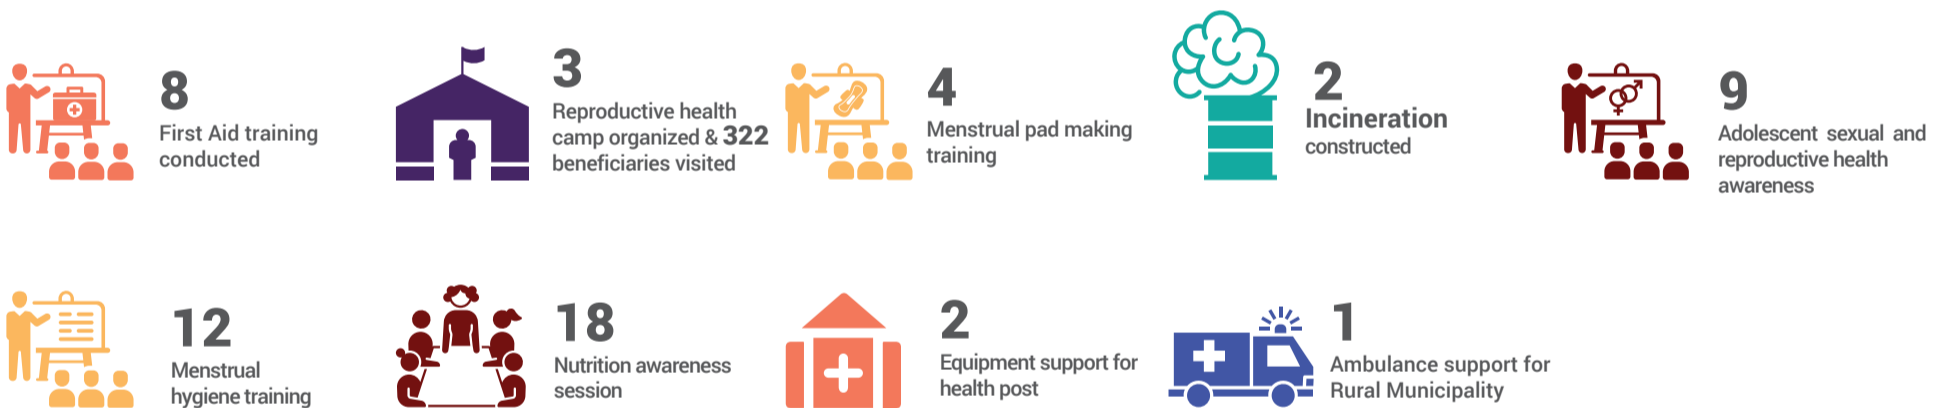 8
First Aid training
conducted
3
Reproductive health
camp organized & 322
beneficiaries visited
4
Menstrual pad making
training
2
Incineration
constructed
9
Adolescent sexual and
reproductive health
awareness
12
Menstrual
hygiene training
18
Nutrition awareness
session
2
Equipment support for
health post
1
Ambulance support for
Rural Municipality